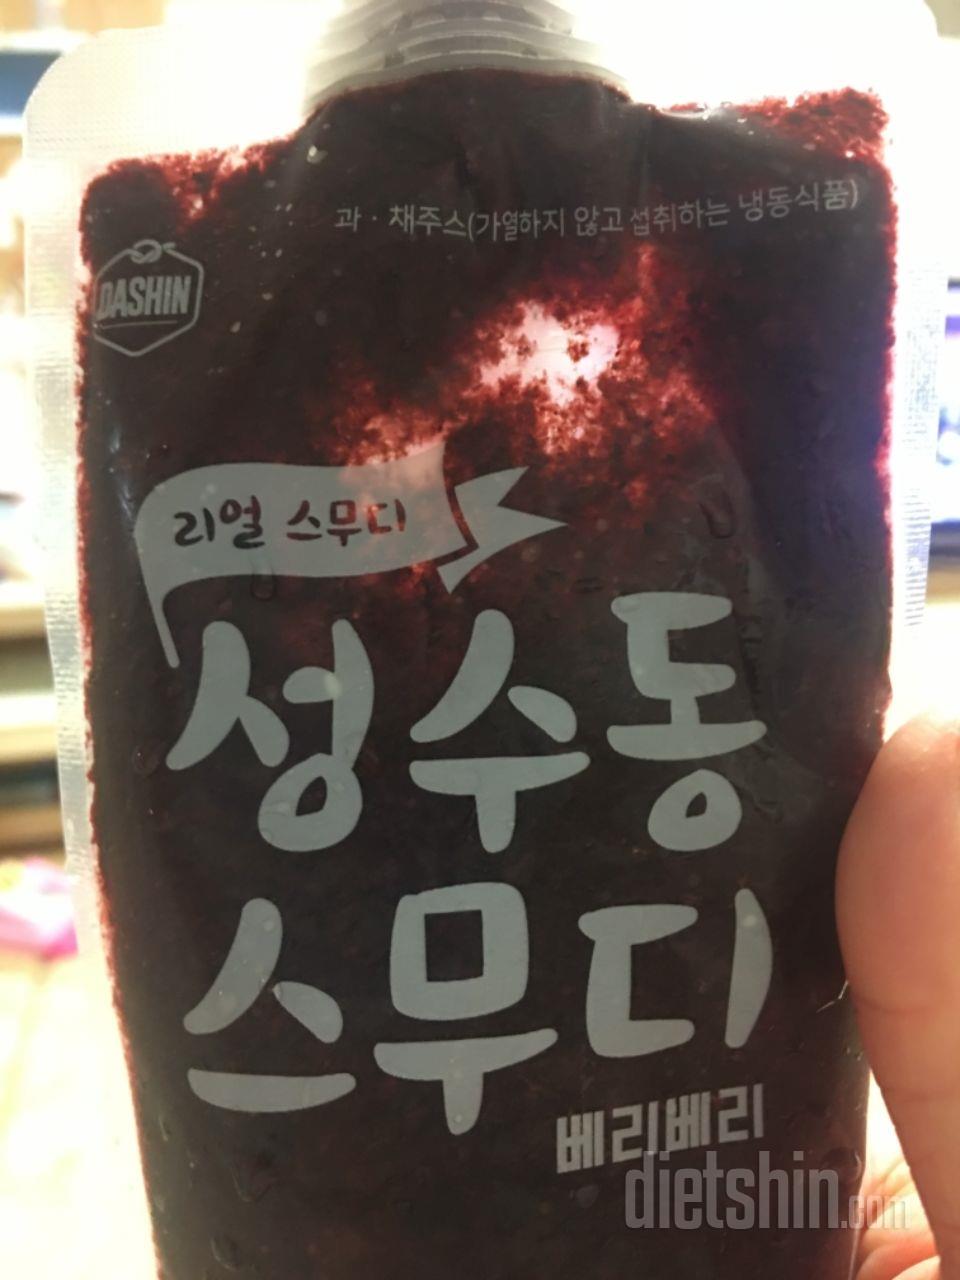 과·채주스(가열하지 않고 섭취하는 냉동식품)
DASHIN
리얼 스무디
성수동
스무디
베리베리
dietshin.com